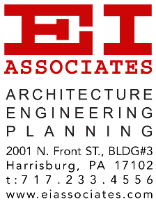 EI
ASSOCIATES
ARCHITECTURE
ENGINEERING
PLANNING
2001 N. Front ST., BLDG#3
Harrisburg, PA 17102
t:717.233.4556
www.eiassociates.com